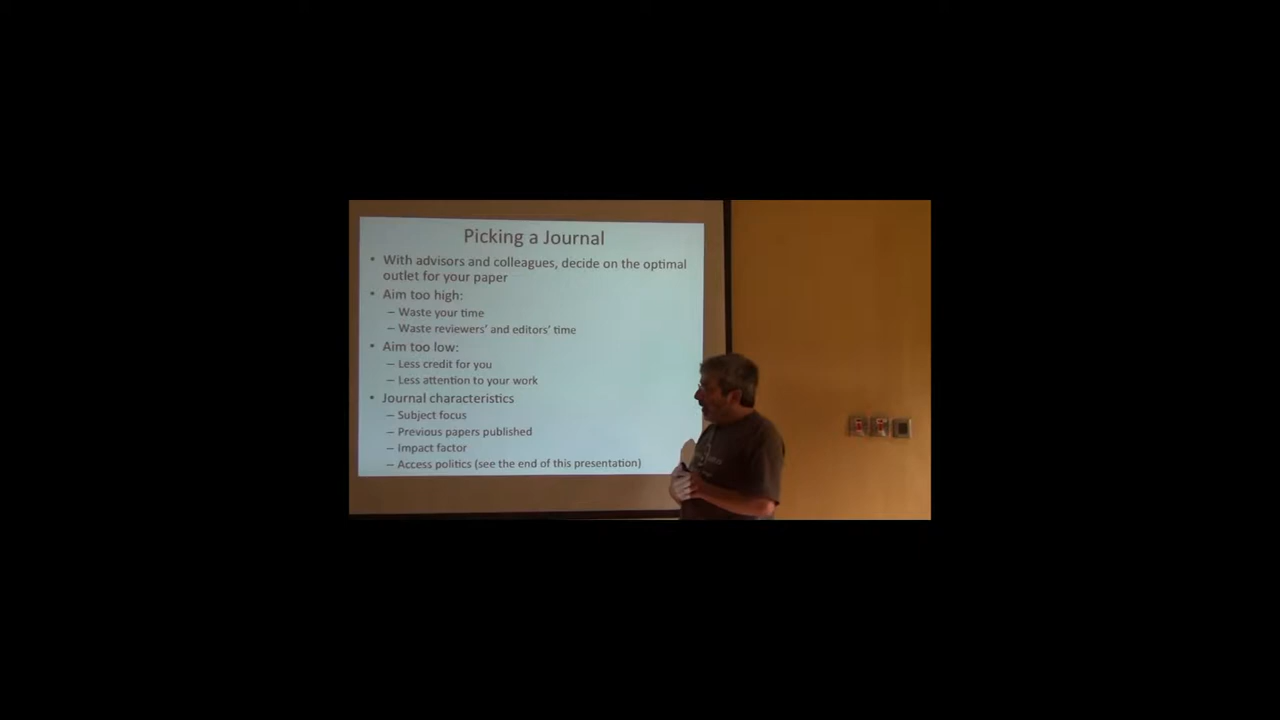 Picking a Journal
• With advisors and colleagues, decide on the optimal
outlet for your paper
• Aim too high:
– Waste your time
– Waste reviewers' and editors' time
• Aim too low:
– Less credit for you
– Less attention to your work
• Journal characteristics
– Subject focus
– Previous papers published
– Impact factor
– Access politics (see the end of this presentation)